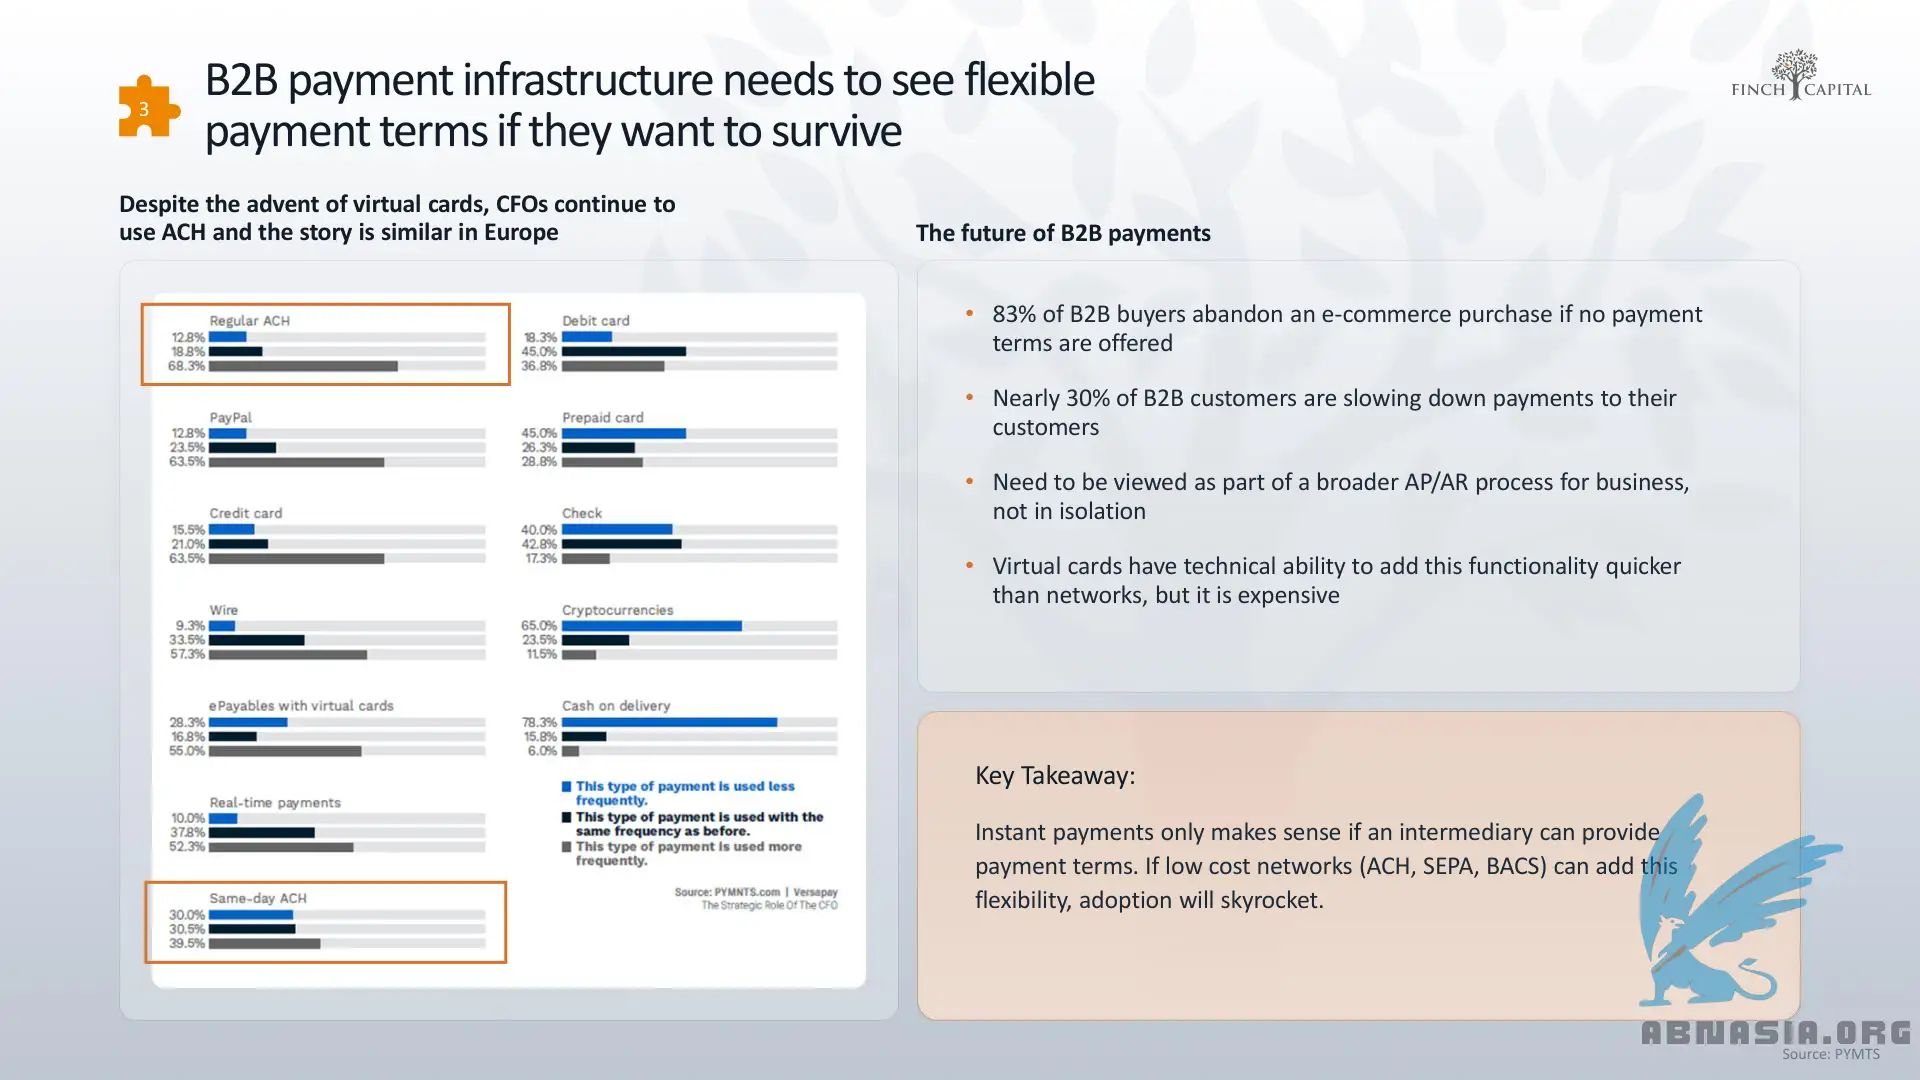 3
B2B payment infrastructure needs to see flexible
payment terms if they want to survive
FINCH CAPITAL
Despite the advent of virtual cards, CFOs continue to
use ACH and the story is similar in Europe
Regular ACH
12.8%
18.8%
68.3%
PayPal
12.8%
23.5%
63.5%
Credit card
15.5%
21.0%
63.5%
Wire
9.3%
33.5%
57.3%
ePayables with virtual cards
28.3%
16.8%
55.0%
Real-time payments
10.0%
37.8%
52.3%
Same-day ACH
30.0%
30.5%
39.5%
Debit card
18.3%
45.0%
36.8%
Prepaid card
45.0%
26.3%
28.8%
Check
40.0%
42.8%
17.3%
Cryptocurrencies
65.0%
23.5%
11.5%
Cash on delivery
78.3%
15.8%
6.0%
This type of payment is used less
frequently.
This type of payment is used with the
same frequency as before.
This type of payment is used more
frequently.
Source: PYMNTS.com | Versapay
The Strategic Role Of The CFO
The future of B2B payments
• 83% of B2B buyers abandon an e-commerce purchase if no payment
terms are offered
• Nearly 30% of B2B customers are slowing down payments to their
customers
• Need to be viewed as part of a broader AP/AR process for business,
not in isolation
• Virtual cards have technical ability to add this functionality quicker
than networks, but it is expensive
Key Takeaway:
Instant payments only makes sense if an intermediary can provide
payment terms. If low cost networks (ACH, SEPA, BACS) can add this
flexibility, adoption will skyrocket.
ABNASIA.ORG
Source: PYMTS